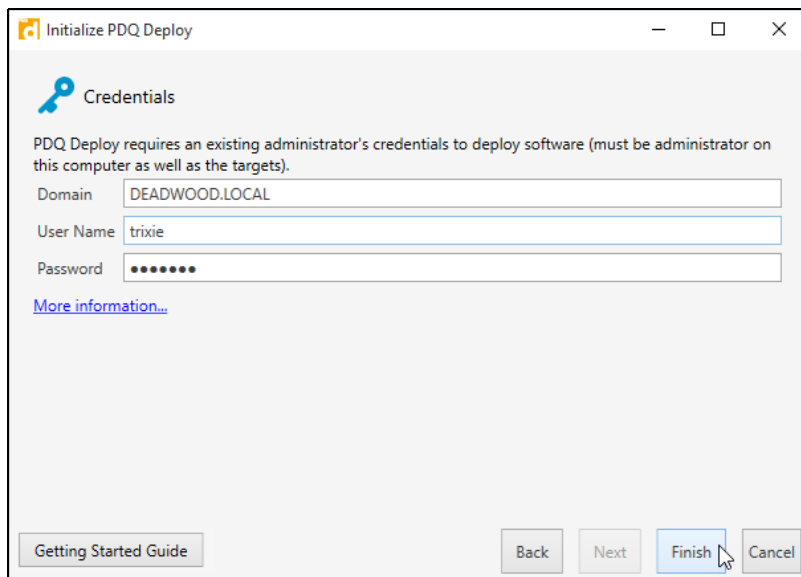 Initialize PDQ Deploy
Credentials
PDQ Deploy requires an existing administrator's credentials to deploy software (must be administrator on
this computer as well as the targets).
Domain DEADWOOD.LOCAL
User Name trixie
Password ●●●●●●●
More information...
Getting Started Guide Back Next Finish Cancel